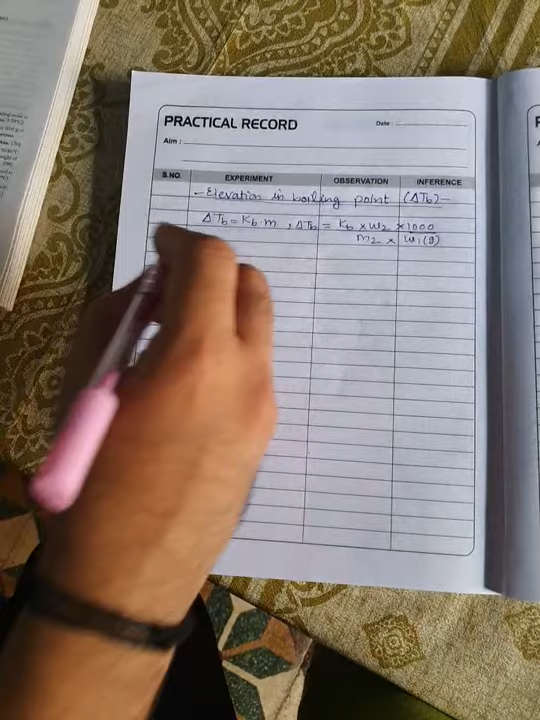 PRACTICAL RECORD
Date :
Aim :
S.NO. EXPERIMENT OBSERVATION INFERENCE
- Elevation in boiling point (ΔTb) -
ΔTb = Kb·m , ΔTb = Kb × w2 × 1000
m2 × w1(g)